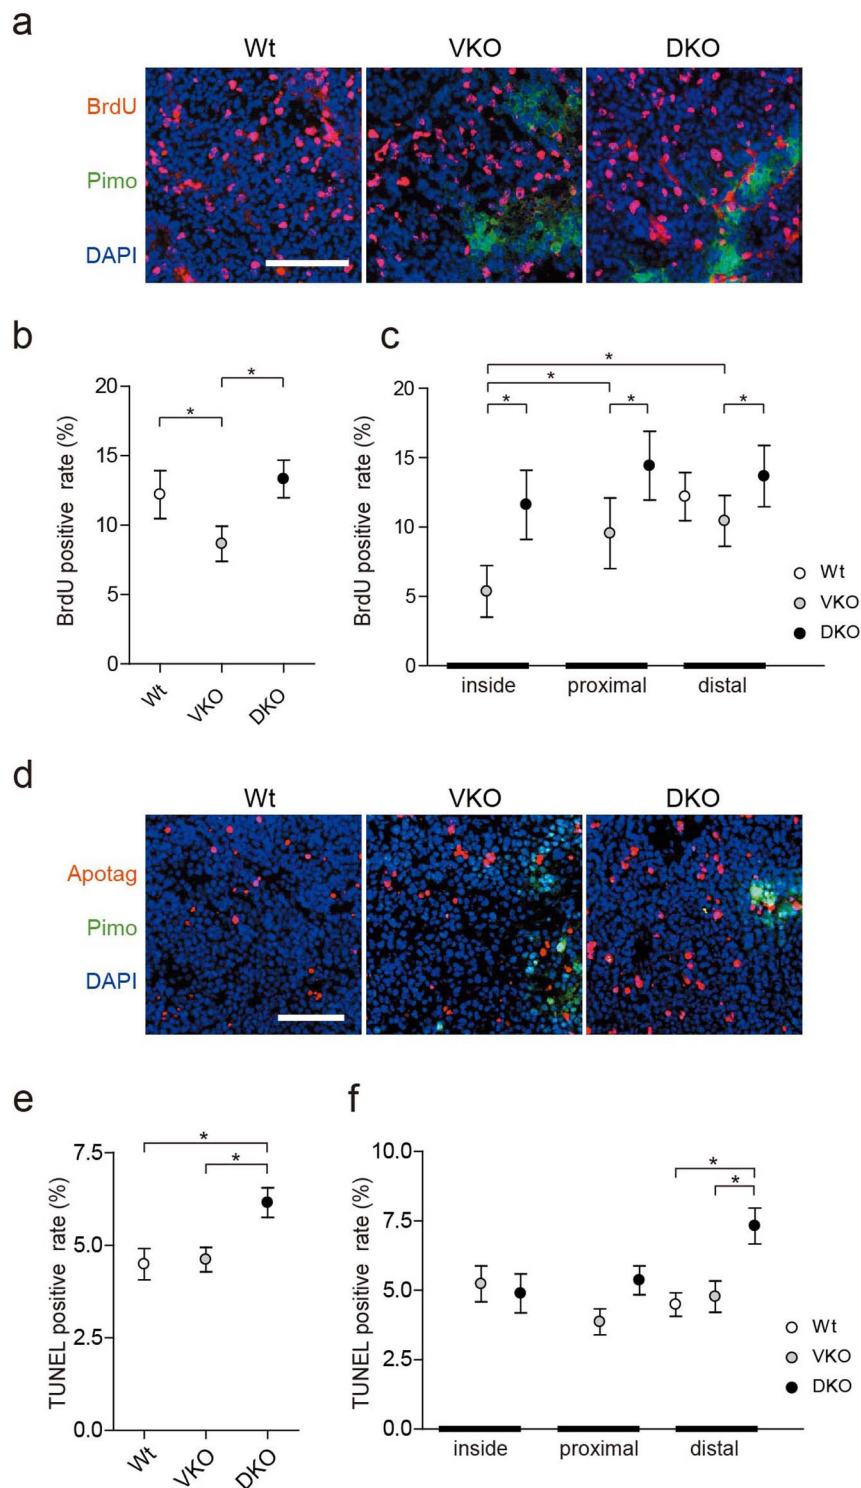 a
Wt VKO DKO
BrdU
Pimo
DAPI
b
BrdU positive rate (%)
20
15
10
5
0
* *
Wt VKO DKO
c
BrdU positive rate (%)
20
15
10
5
0
* * * * *
inside proximal distal
Wt
VKO
DKO
d
Wt VKO DKO
Apotag
Pimo
DAPI
e
TUNEL positive rate (%)
7.5
5.0
2.5
0.0
* *
Wt VKO DKO
f
TUNEL positive rate (%)
10.0
7.5
5.0
2.5
0.0
* *
inside proximal distal
Wt
VKO
DKO